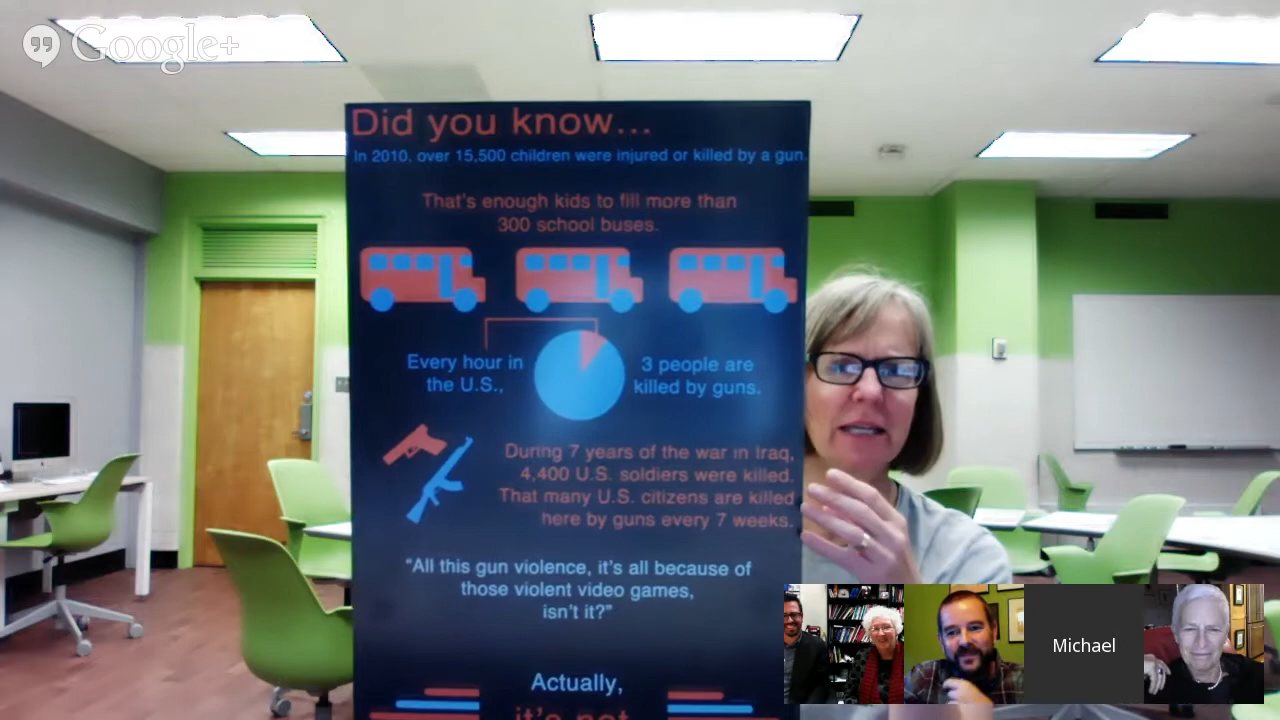 Google+
Did you know...
In 2010, over 15,500 children were injured or killed by a gun.
That's enough kids to fill more than
300 school buses.
Every hour in
the U.S.,
3 people are
killed by guns.
During 7 years of the war in Iraq,
4,400 U.S. soldiers were killed.
That many U.S. citizens are killed
here by guns every 7 weeks.
“All this gun violence, it's all because of
those violent video games,
isn't it?”
Actually,
it's not
Michael